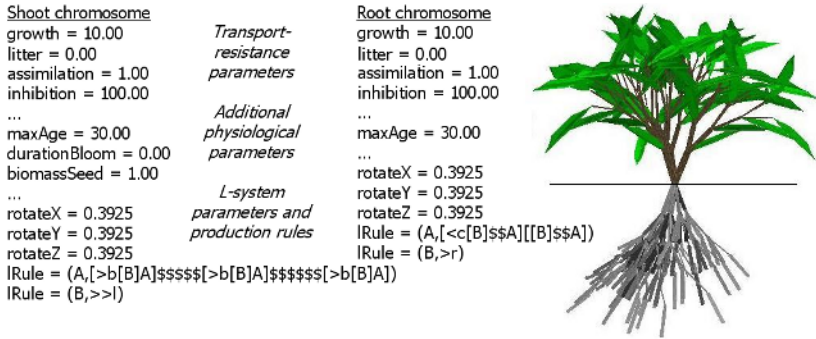 Shoot chromosome
growth = 10.00
litter = 0.00
assimilation = 1.00
inhibition = 100.00
...
maxAge = 30.00
durationBloom = 0.00
biomassSeed = 1.00
...
rotateX = 0.3925
rotateY = 0.3925
rotateZ = 0.3925
lRule = (A,[>b[B]A]$$$$$[>b[B]A]$$$$$$[>b[B]A])
lRule = (B,>>l)
Transport-
resistance
parameters
Additional
physiological
parameters
L-system
parameters and
production rules
Root chromosome
growth = 10.00
litter = 0.00
assimilation = 1.00
inhibition = 100.00
...
maxAge = 30.00
...
rotateX = 0.3925
rotateY = 0.3925
rotateZ = 0.3925
lRule = (A,[<c[B]$$A][[B]$$A])
lRule = (B,>r)